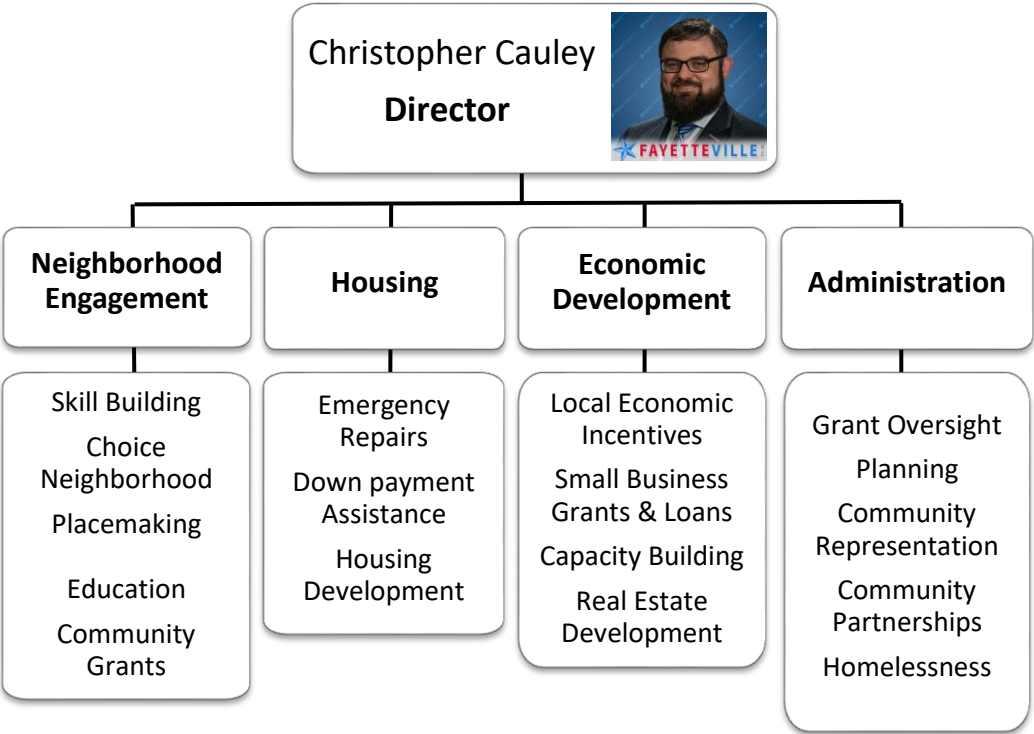 Christopher Cauley
Director
FAYETTEVILLE
Neighborhood
Engagement
Housing
Economic
Development
Administration
Skill Building
Choice
Neighborhood
Placemaking
Education
Community
Grants
Emergency
Repairs
Down payment
Assistance
Housing
Development
Local Economic
Incentives
Small Business
Grants & Loans
Capacity Building
Real Estate
Development
Grant Oversight
Planning
Community
Representation
Community
Partnerships
Homelessness